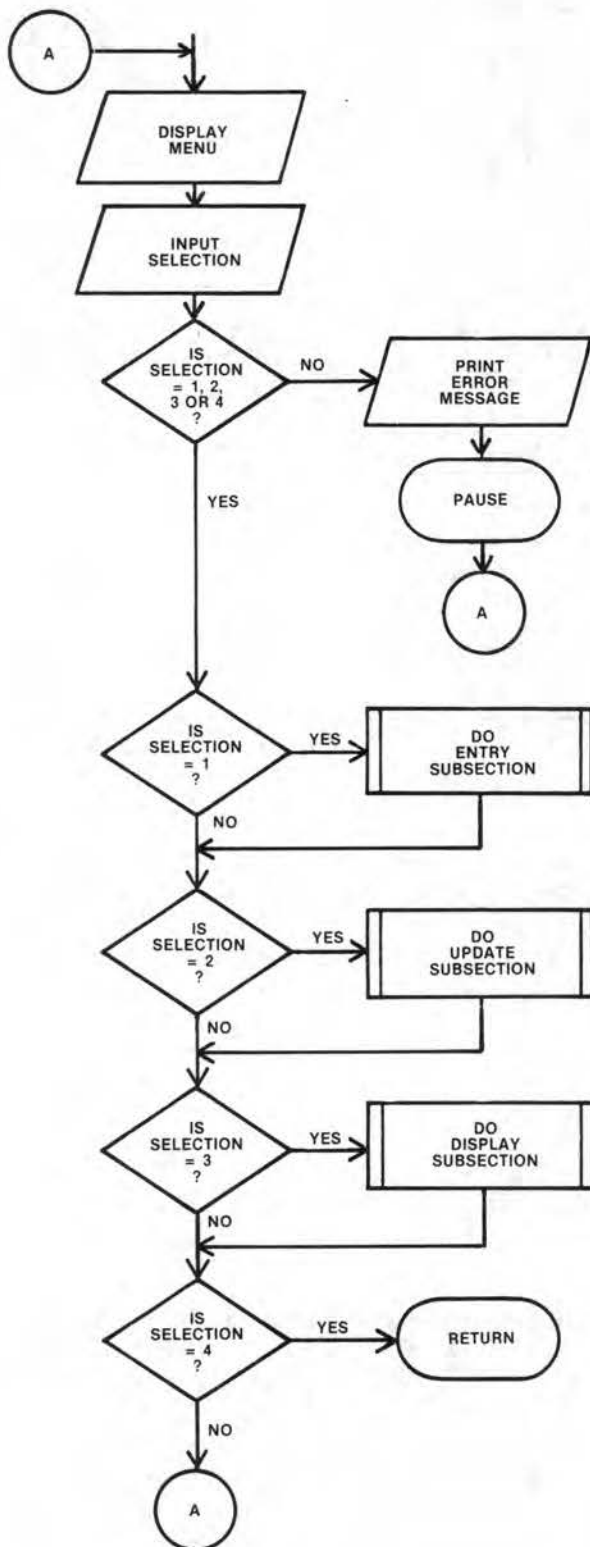 A
DISPLAY
MENU
INPUT
SELECTION
IS
SELECTION
= 1, 2,
3 OR 4
?
NO
PRINT
ERROR
MESSAGE
YES
PAUSE
A
IS
SELECTION
= 1
?
YES
DO
ENTRY
SUBSECTION
NO
IS
SELECTION
= 2
?
YES
DO
UPDATE
SUBSECTION
NO
IS
SELECTION
= 3
?
YES
DO
DISPLAY
SUBSECTION
NO
IS
SELECTION
= 4
?
YES
RETURN
NO
A